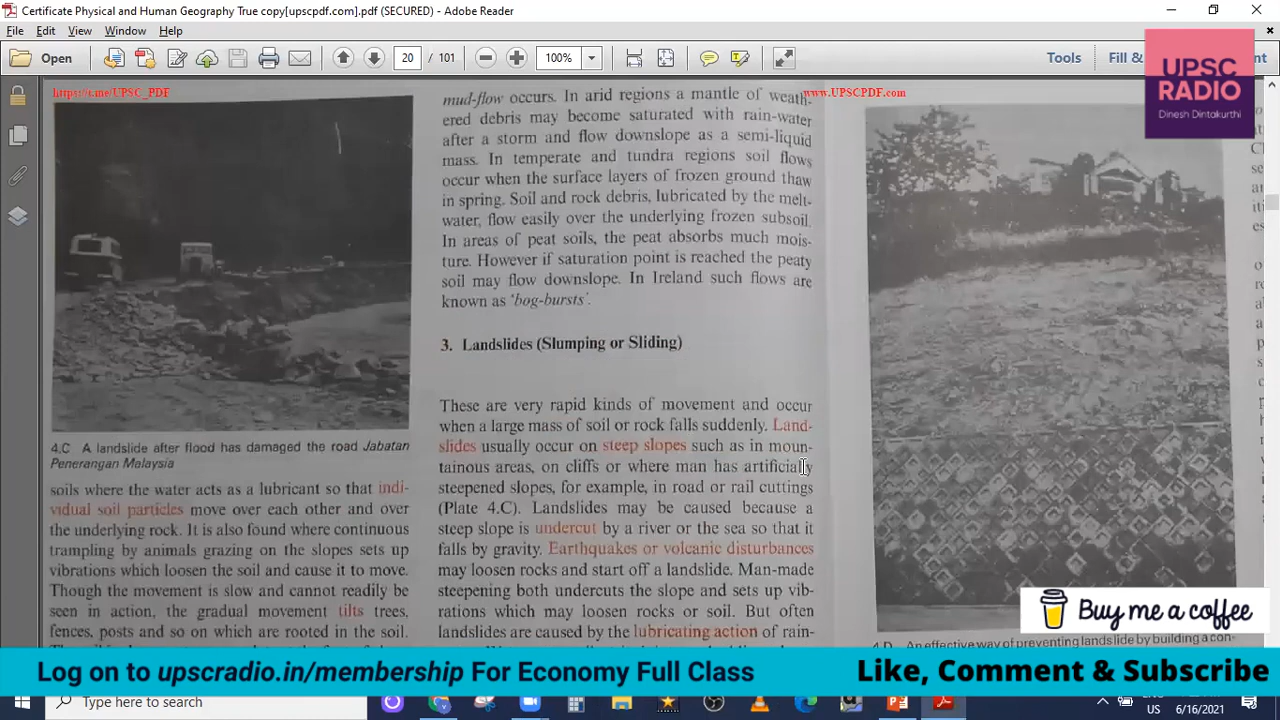 Certificate Physical and Human Geography True copy[upscpdf.com].pdf (SECURED) - Adobe Reader
File Edit View Window Help
Open
20 / 101
100%
Tools
Fill &
UPSC
RADIO
Dinesh Dintakurthi
https://t.me/UPSC_PDF
www.UPSCPDF.com
4.C A landslide after flood has damaged the road Jabatan
Penerangan Malaysia
soils where the water acts as a lubricant so that indi-
vidual soil particles move over each other and over
the underlying rock. It is also found where continuous
trampling by animals grazing on the slopes sets up
vibrations which loosen the soil and cause it to move.
Though the movement is slow and cannot readily be
seen in action, the gradual movement tilts trees,
fences, posts and so on which are rooted in the soil.
mud-flow occurs. In arid regions a mantle of weath-
ered debris may become saturated with rain-water
after a storm and flow downslope as a semi-liquid
mass. In temperate and tundra regions soil flows
occur when the surface layers of frozen ground thaw
in spring. Soil and rock debris, lubricated by the melt-
water, flow easily over the underlying frozen subsoil.
In areas of peat soils, the peat absorbs much mois-
ture. However if saturation point is reached the peaty
soil may flow downslope. In Ireland such flows are
known as 'bog-bursts'.
3. Landslides (Slumping or Sliding)
These are very rapid kinds of movement and occur
when a large mass of soil or rock falls suddenly. Land-
slides usually occur on steep slopes such as in moun-
tainous areas, on cliffs or where man has artificially
steepened slopes, for example, in road or rail cuttings
(Plate 4.C). Landslides may be caused because a
steep slope is undercut by a river or the sea so that it
falls by gravity. Earthquakes or volcanic disturbances
may loosen rocks and start off a landslide. Man-made
steepening both undercuts the slope and sets up vib-
rations which may loosen rocks or soil. But often
landslides are caused by the lubricating action of rain-
4.D An effective way of preventing landslide by building a con-
Buy me a coffee
Log on to upscradio.in/membership For Economy Full Class
Like, Comment & Subscribe
Type here to search
US
6/16/2021